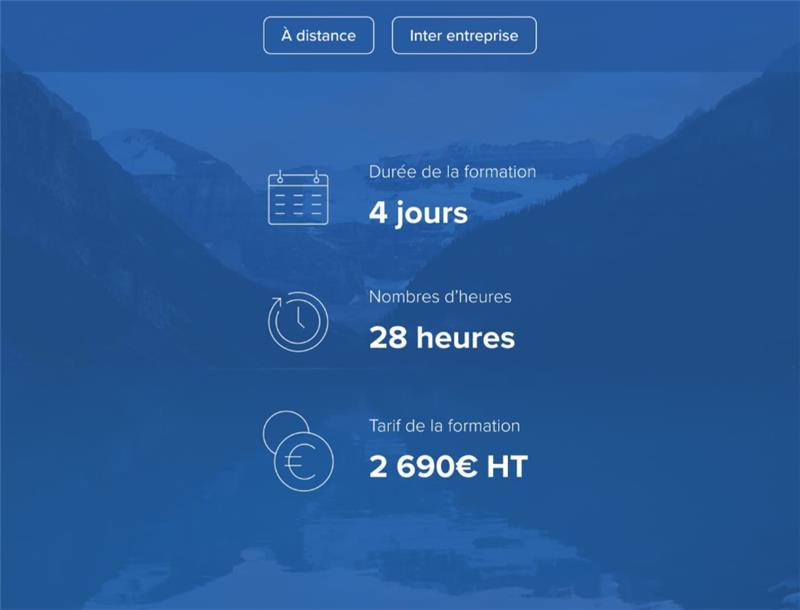 À distance
Inter entreprise
Durée de la formation
4 jours
Nombres d'heures
28 heures
Tarif de la formation
2 690€ HT